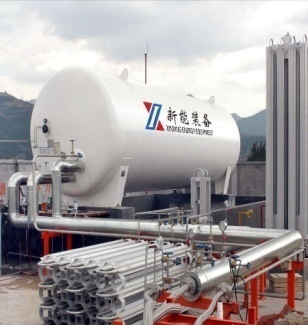 新能装备
XINNENG ENERGY EQUIPMENT